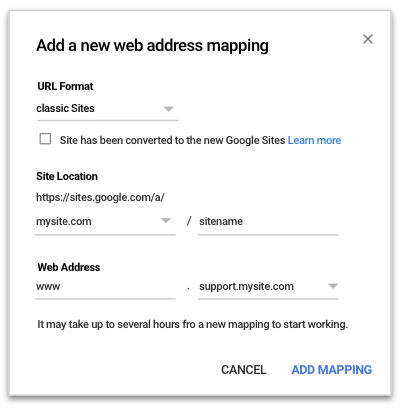 Add a new web address mapping
URL Format
classic Sites
Site has been converted to the new Google Sites Learn more
Site Location
https://sites.google.com/a/
mysite.com / sitename
Web Address
www . support.mysite.com
It may take up to several hours fro a new mapping to start working.
CANCEL ADD MAPPING